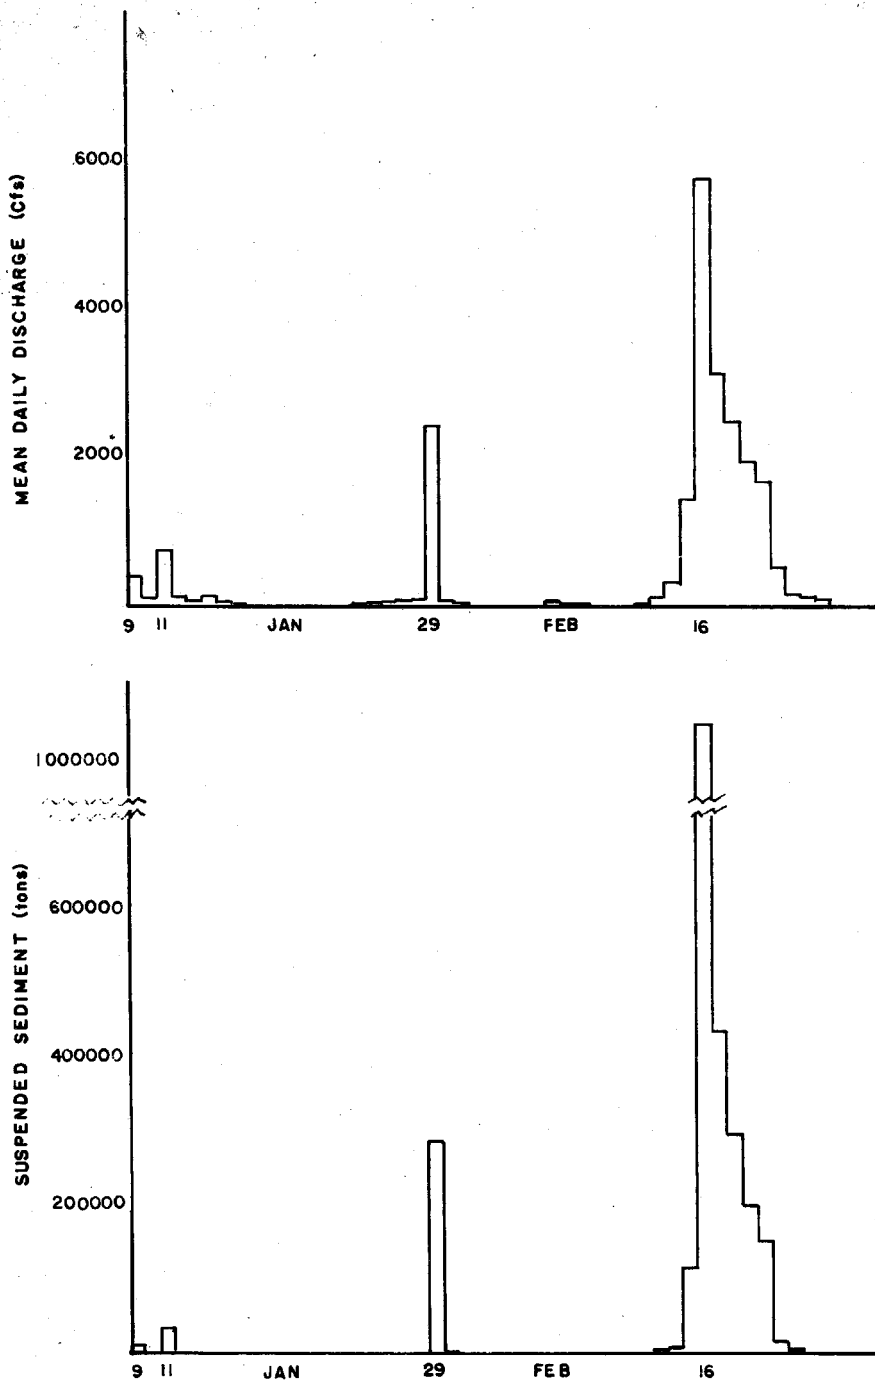 MEAN DAILY DISCHARGE (Cfs)
6000
4000
2000
9 11 JAN 29 FEB 16
SUSPENDED SEDIMENT (tons)
1000000
600000
400000
200000
9 11 JAN 29 FEB 16